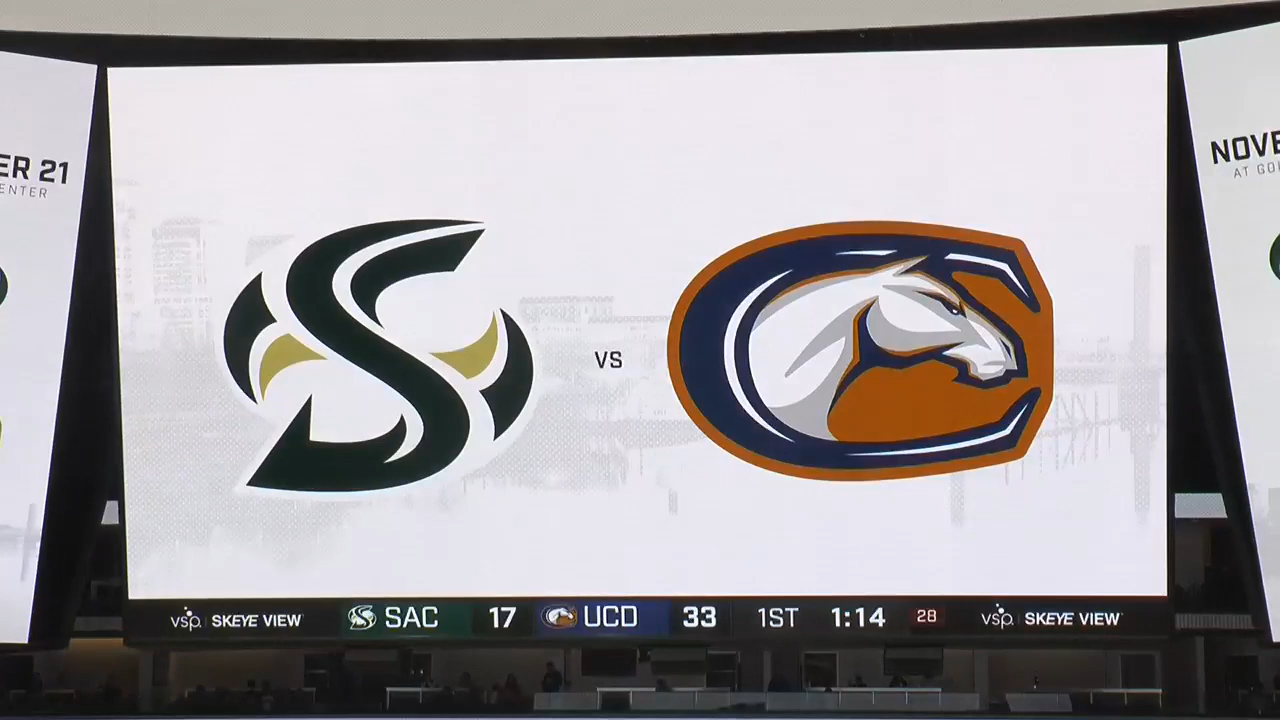 ER 21
ENTER
NOVE
AT GO
VS
vsp SKEYE VIEW SAC 17 UCD 33 1ST 1:14 28 vsp SKEYE VIEW